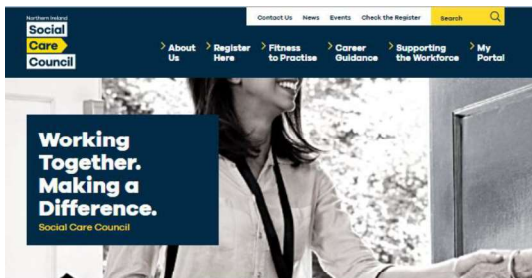 Northern Ireland
Social
Care
Council
Contact Us News Events Check the Register Search
About Us
Register Here
Fitness to Practise
Career Guidance
Supporting the Workforce
My Portal
Working
Together.
Making a
Difference.
Social Care Council